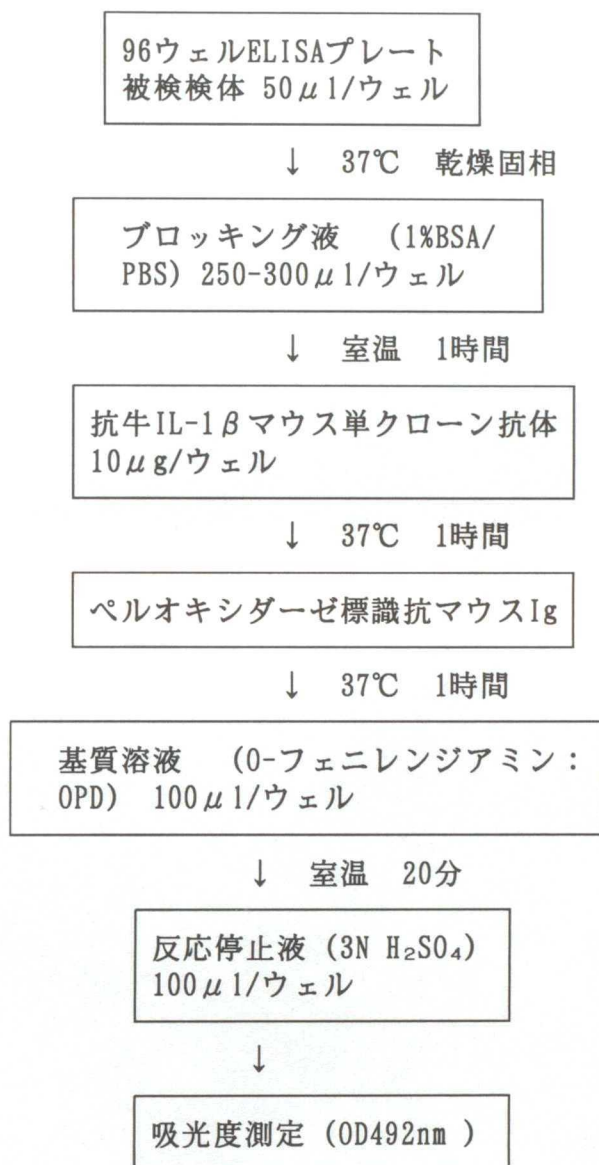 96ウェルELISAプレート
被検検体 50μl/ウェル
↓ 37℃ 乾燥固相
ブロッキング液 (1%BSA/
PBS) 250-300μl/ウェル
↓ 室温 1時間
抗牛IL-1βマウス単クローン抗体
10μg/ウェル
↓ 37℃ 1時間
ペルオキシダーゼ標識抗マウスIg
↓ 37℃ 1時間
基質溶液 (O-フェニレンジアミン:
OPD) 100μl/ウェル
↓ 室温 20分
反応停止液 (3N H₂SO₄)
100μl/ウェル
↓
吸光度測定 (OD492nm )